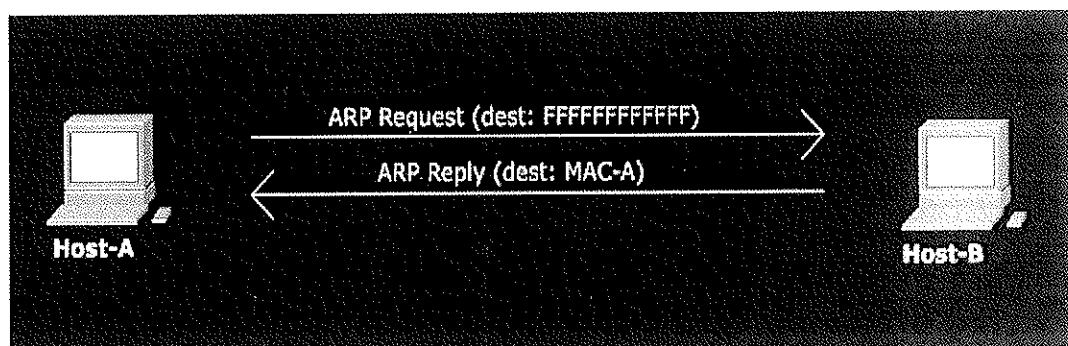 ARP Request (dest: FFFFFFFFFFFF)
ARP Reply (dest: MAC-A)
Host-A
Host-B